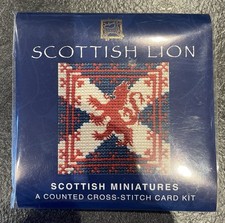 SCOTTISH LION
SCOTTISH MINIATURES
A COUNTED CROSS-STITCH CARD KIT